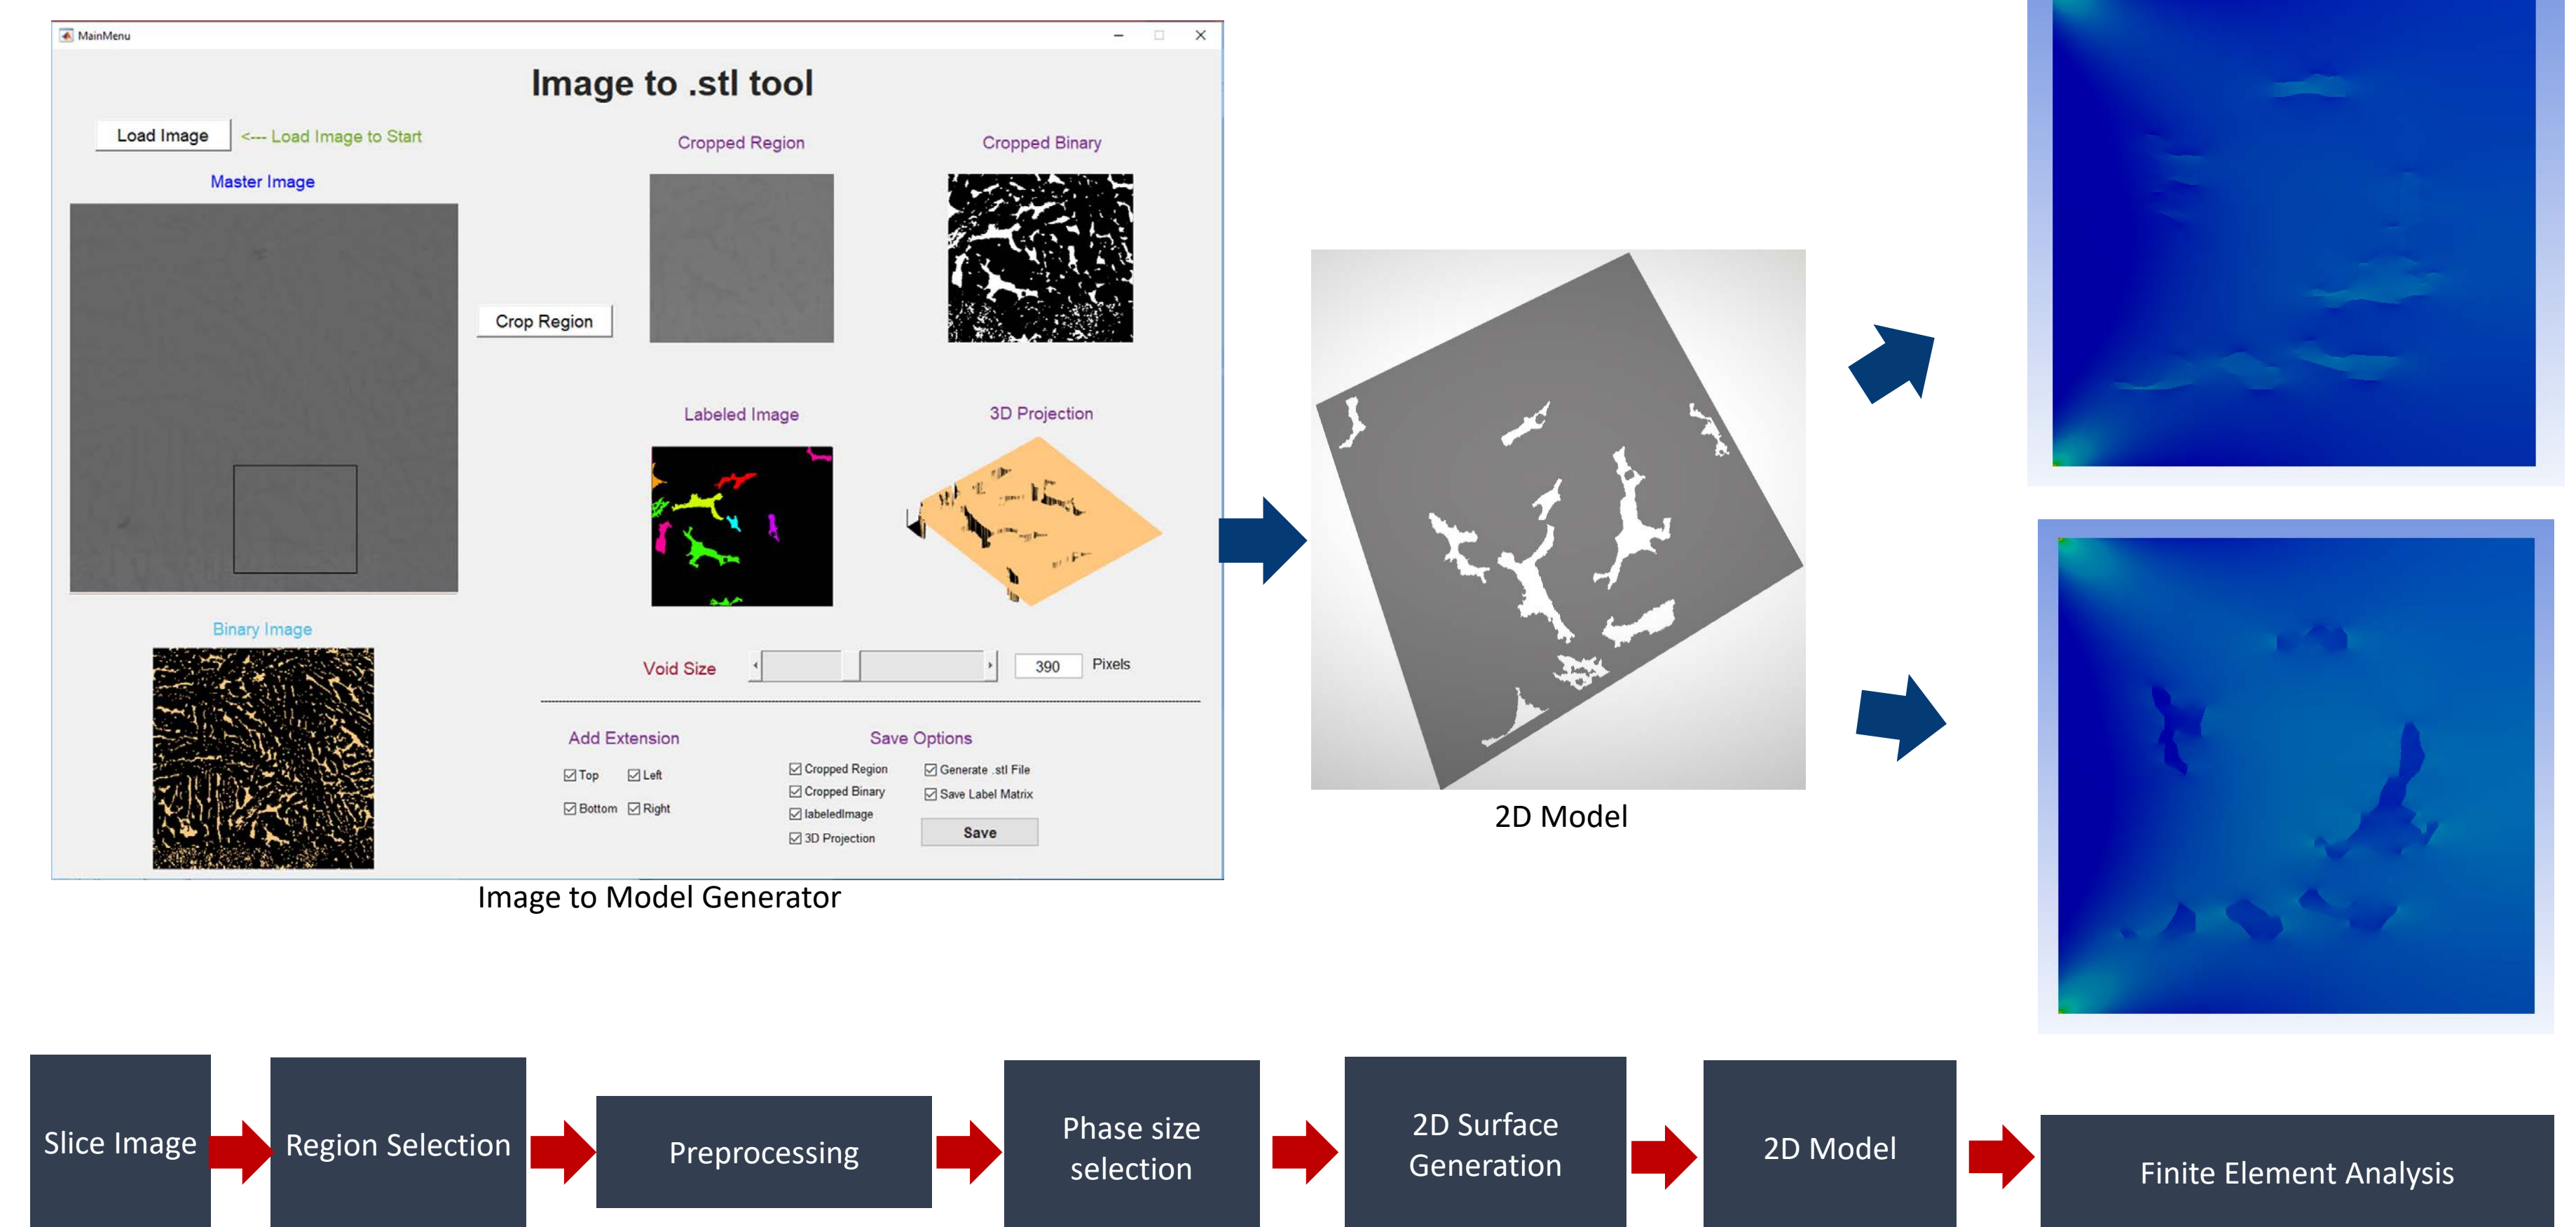 MainMenu
Image to .stl tool
Load Image
<--- Load Image to Start
Master Image
Cropped Region
Cropped Binary
Crop Region
Labeled Image
3D Projection
Binary Image
Void Size
390
Pixels
Add Extension
Top
Left
Bottom
Right
Save Options
Cropped Region
Generate .stl File
Cropped Binary
Save Label Matrix
labeledImage
3D Projection
Save
Image to Model Generator
2D Model
Slice Image
Region Selection
Preprocessing
Phase size
selection
2D Surface
Generation
2D Model
Finite Element Analysis